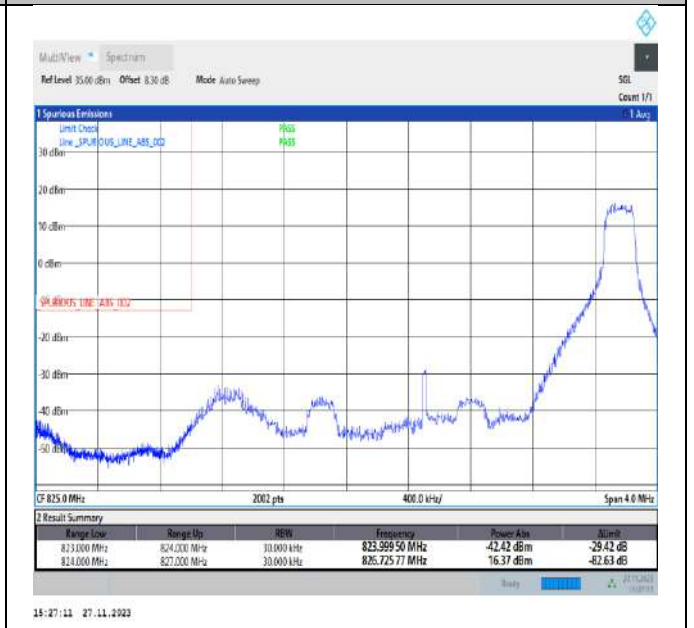 MultiView Spectrum
Ref Level 35.00 dBm Offset 8.30 dB Mode Auto Sweep SGL
Count 1/1
1 Spurious Emissions 1 Avg
Limit Check PASS
Line _SPURIOUS_LINE_ABS_002 PASS
30 dBm
20 dBm
10 dBm
0 dBm
SPURIOUS_LINE_ABS_002
-20 dBm
-30 dBm
-40 dBm
-50 dBm
CF 825.0 MHz 2002 pts 400.0 kHz/ Span 4.0 MHz
2 Result Summary
Range Low Range Up RBW Frequency Power Abs ΔLimit
823.000 MHz 824.000 MHz 30.000 kHz 823.999 50 MHz -42.42 dBm -29.42 dB
824.000 MHz 827.000 MHz 30.000 kHz 826.725 77 MHz 16.37 dBm -82.63 dB
Ready
15:27:11 27.11.2023